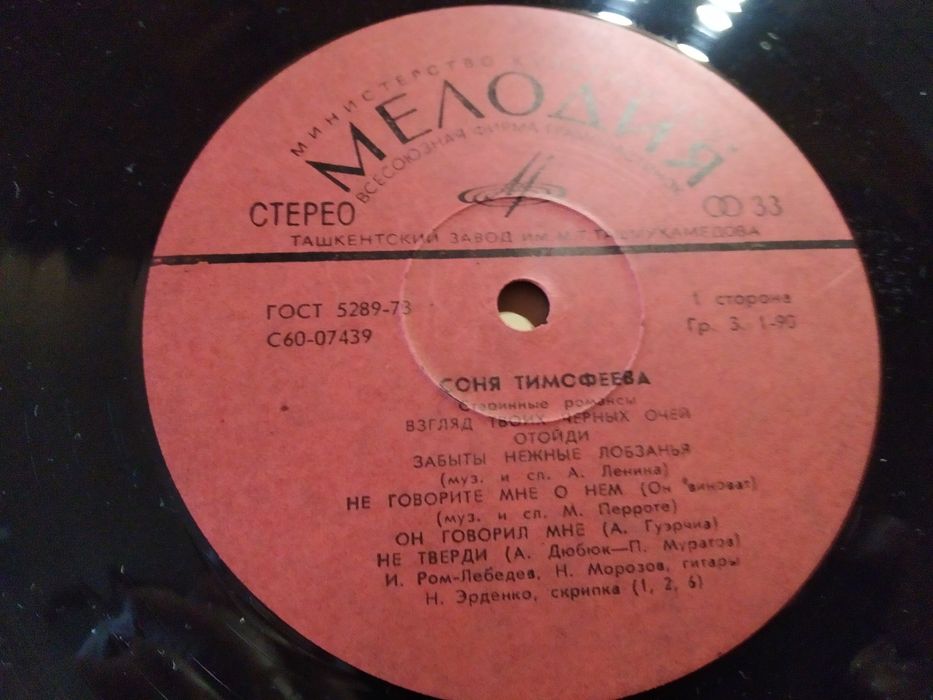 МИНИСТЕРСТВО
МЕЛОДИЯ
ВСЕСОЮЗНАЯ ФИРМА ГРАМПЛАСТИНОК
СТЕРЕО
33
ТАШКЕНТСКИЙ ЗАВОД ИМ. М.Т. ТАШМУХАМЕДОВА
ГОСТ 5289-73
С60-07439
1 сторона
Гр. 3. 1-90
СОНЯ ТИМОФЕЕВА
Старинные романсы
ВЗГЛЯД ТВОИХ ЧЕРНЫХ ОЧЕЙ
ОТОЙДИ
ЗАБЫТЫ НЕЖНЫЕ ЛОБЗАНЬЯ
(муз. и сл. А. Ленина)
НЕ ГОВОРИТЕ МНЕ О НЕМ (Он виноват)
(муз. и сл. М. Перроте)
ОН ГОВОРИЛ МНЕ (А. Гуэрчиа)
НЕ ТВЕРДИ (А. Дюбюк—П. Муратов)
И. Ром-Лебедев, Н. Морозов, гитары
Н. Эрденко, скрипка (1, 2, 6)